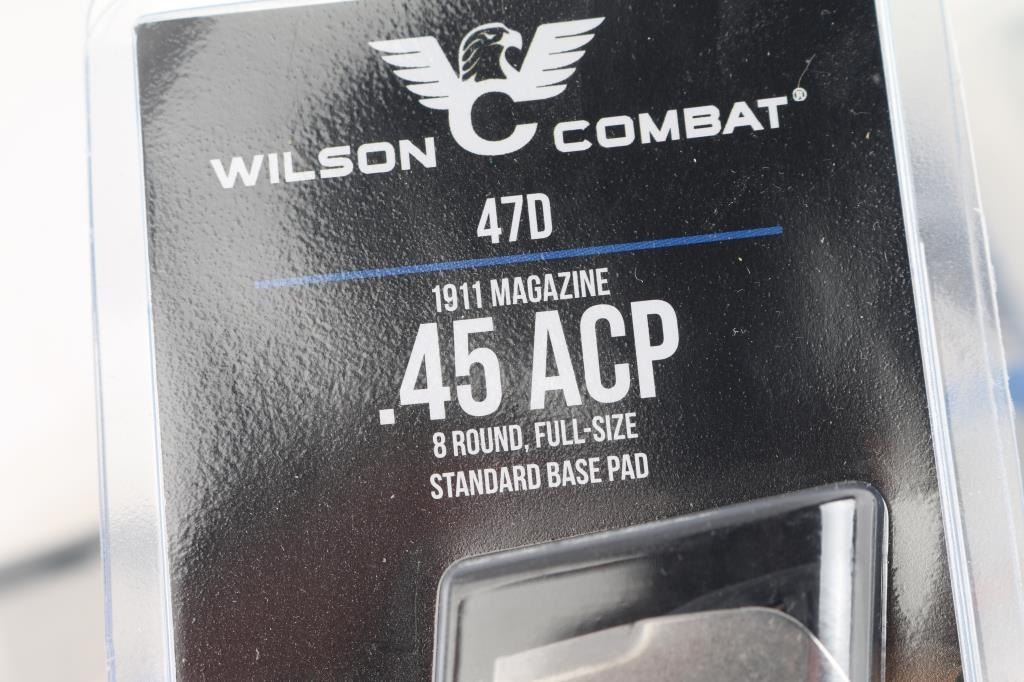 WILSON COMBAT®
47D
1911 MAGAZINE
.45 ACP
8 ROUND, FULL-SIZE
STANDARD BASE PAD